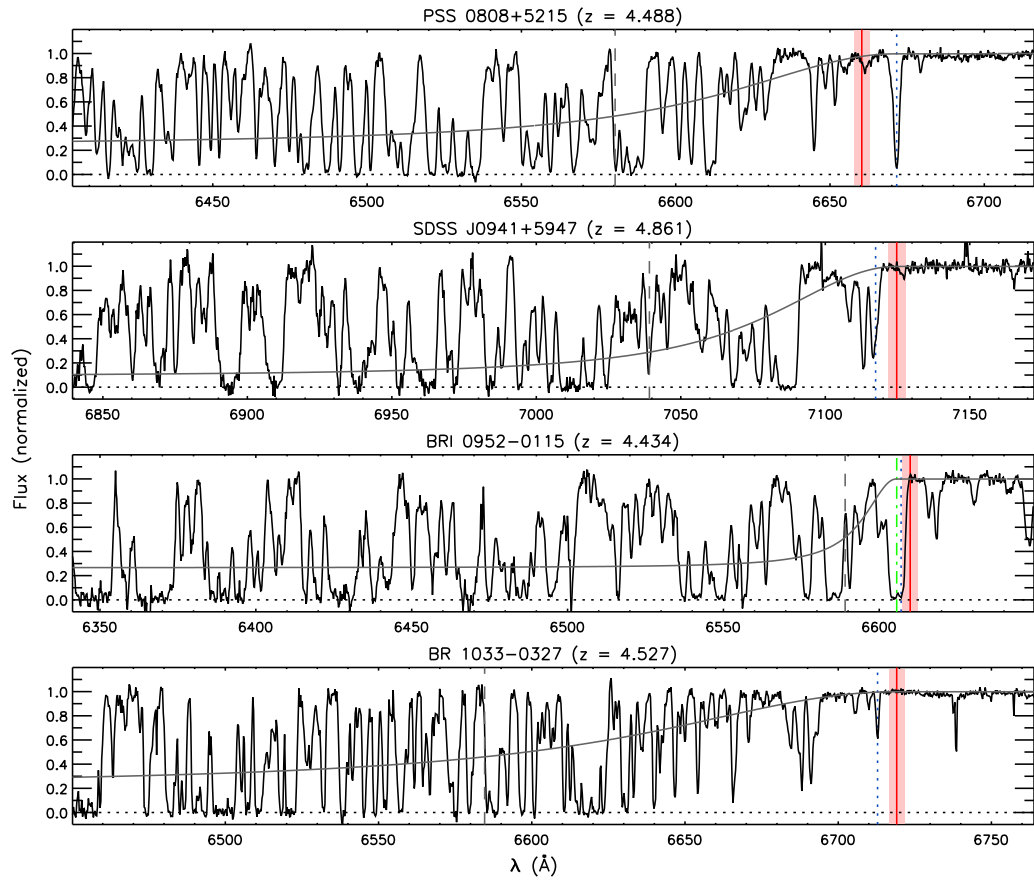 PSS 0808+5215 (z = 4.488)
1.0
0.8
0.6
0.4
0.2
0.0
6450 6500 6550 6600 6650 6700
SDSS J0941+5947 (z = 4.861)
1.0
0.8
0.6
0.4
0.2
0.0
6850 6900 6950 7000 7050 7100 7150
BRI 0952−0115 (z = 4.434)
1.0
0.8
0.6
0.4
0.2
0.0
6350 6400 6450 6500 6550 6600
BR 1033−0327 (z = 4.527)
1.0
0.8
0.6
0.4
0.2
0.0
6500 6550 6600 6650 6700 6750
Flux (normalized)
λ (Å)